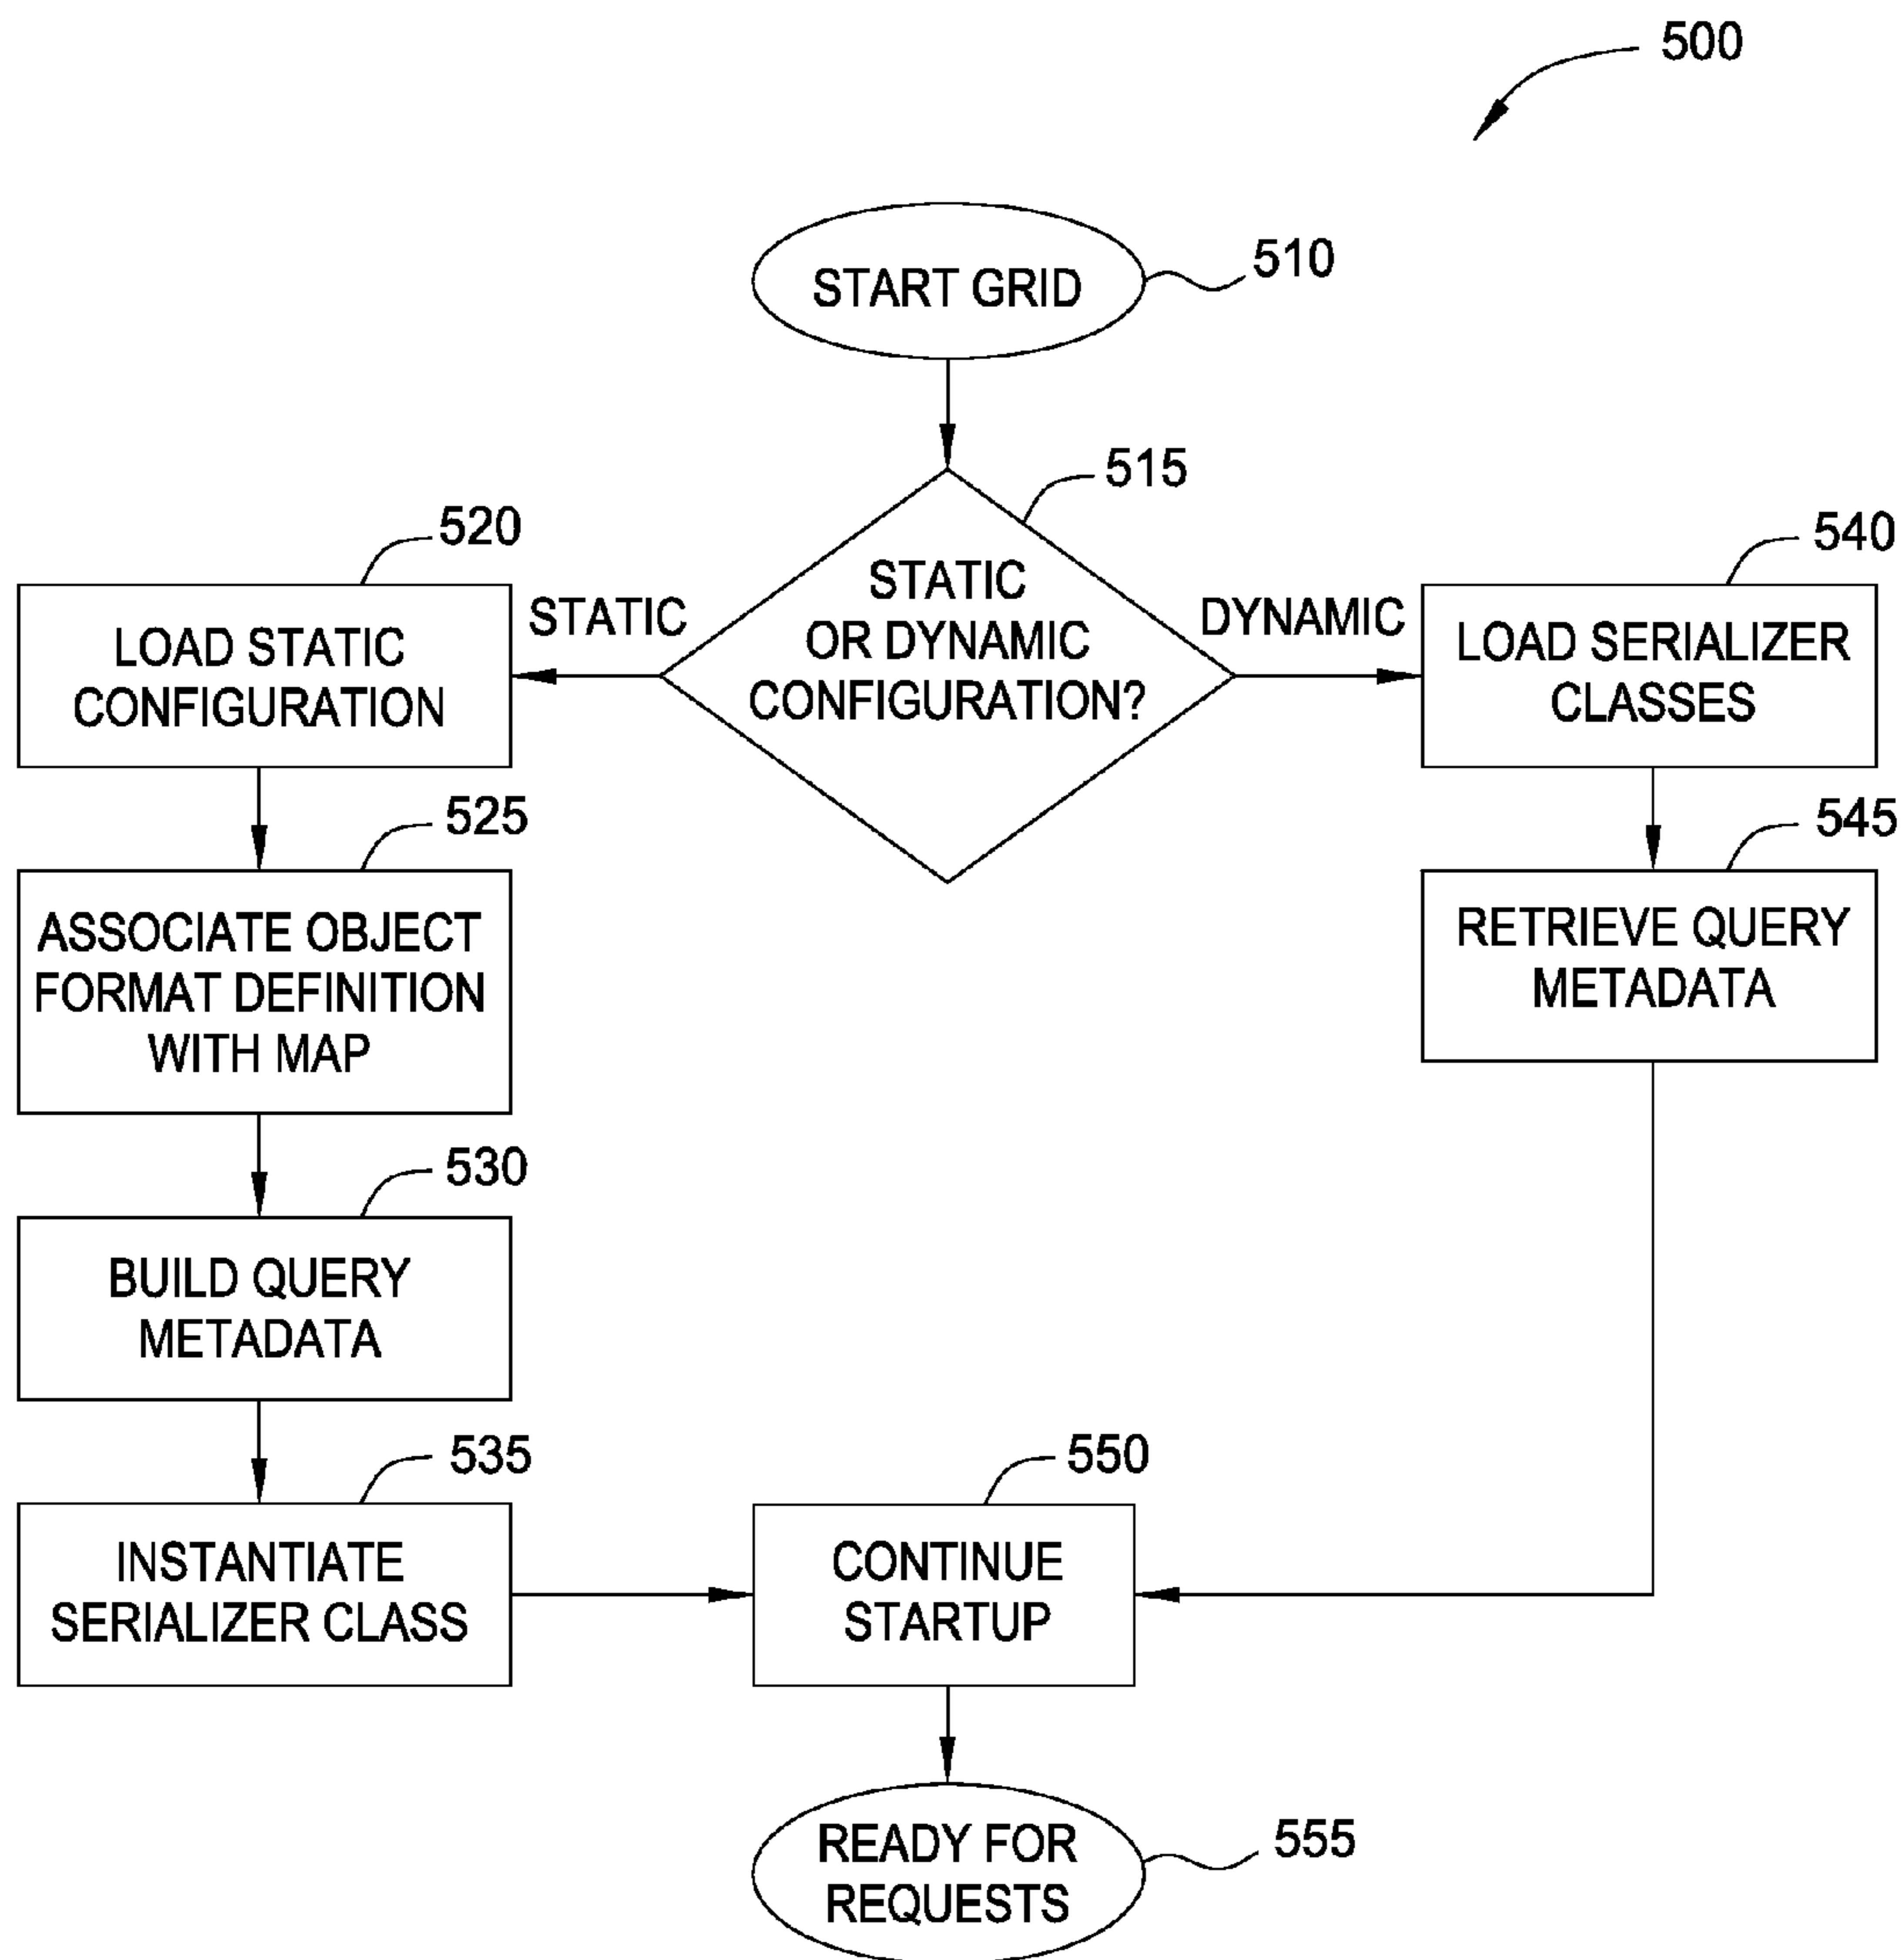 500
START GRID
510
515
STATIC
OR DYNAMIC
CONFIGURATION?
STATIC
DYNAMIC
520
LOAD STATIC
CONFIGURATION
525
ASSOCIATE OBJECT
FORMAT DEFINITION
WITH MAP
530
BUILD QUERY
METADATA
535
INSTANTIATE
SERIALIZER CLASS
540
LOAD SERIALIZER
CLASSES
545
RETRIEVE QUERY
METADATA
550
CONTINUE
STARTUP
READY FOR
REQUESTS
555